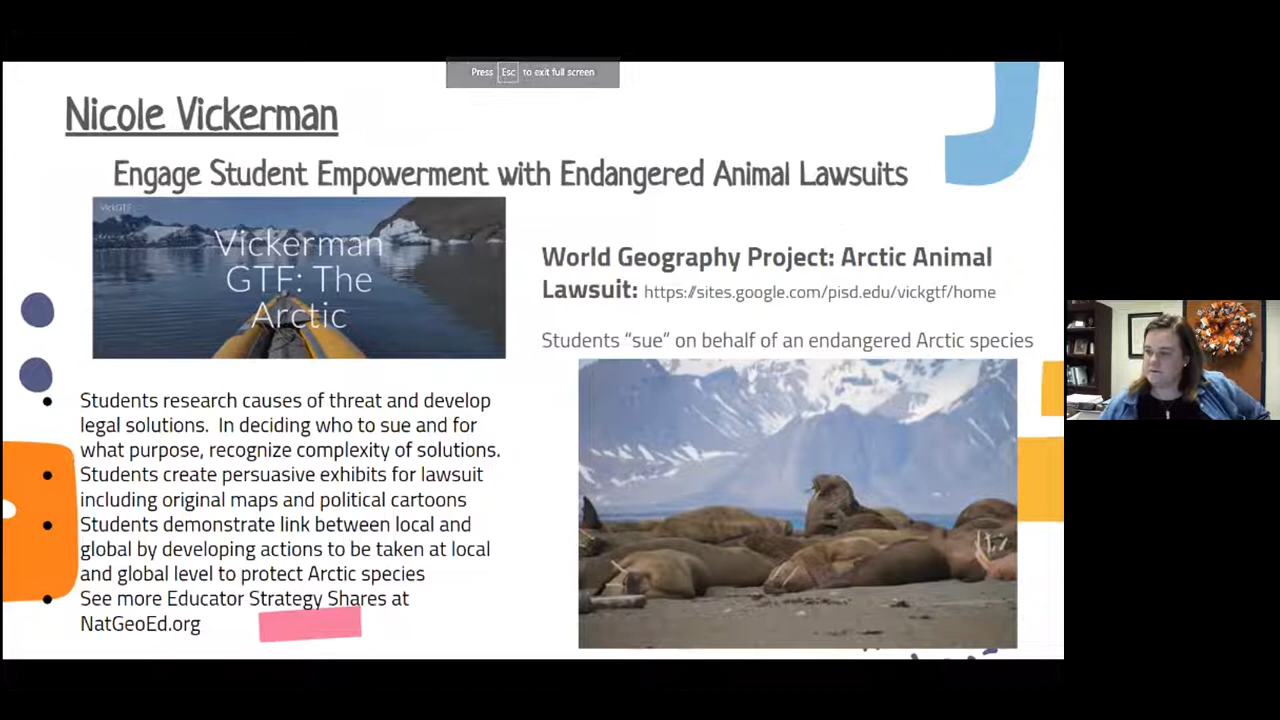 Press Esc to exit full screen
Nicole Vickerman
Engage Student Empowerment with Endangered Animal Lawsuits
VickGTF
Vickerman
GTF: The
Arctic
World Geography Project: Arctic Animal
Lawsuit: https://sites.google.com/pisd.edu/vickgtf/home
Students “sue” on behalf of an endangered Arctic species
Students research causes of threat and develop
legal solutions. In deciding who to sue and for
what purpose, recognize complexity of solutions.
Students create persuasive exhibits for lawsuit
including original maps and political cartoons
Students demonstrate link between local and
global by developing actions to be taken at local
and global level to protect Arctic species
See more Educator Strategy Shares at
NatGeoEd.org